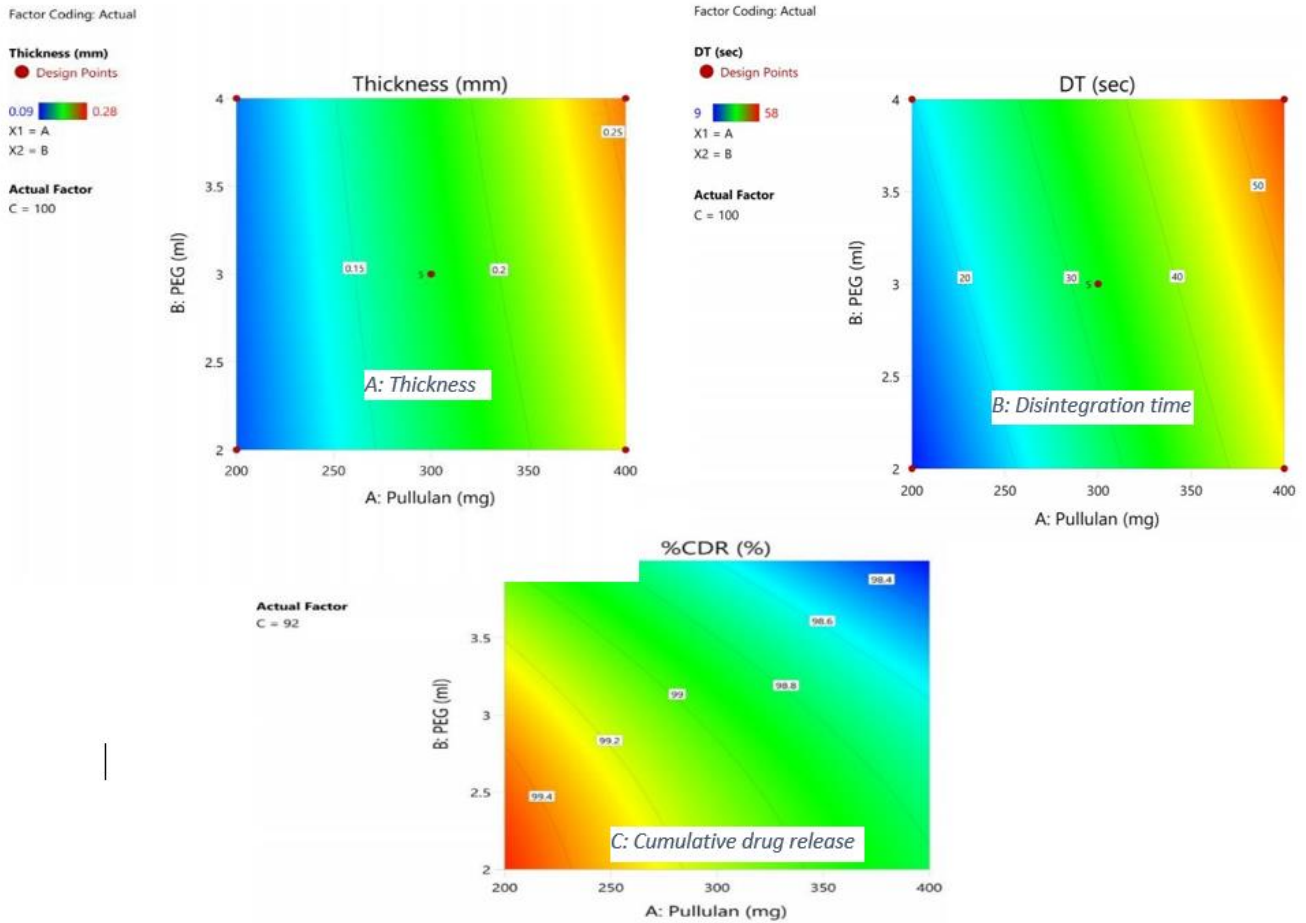 Factor Coding: Actual
Thickness (mm)
Design Points
0.09 0.28
X1 = A
X2 = B
Actual Factor
C = 100
Thickness (mm)
4
3.5
3
2.5
2
B: PEG (ml)
0.25
0.15
5
0.2
A: Thickness
200 250 300 350 400
A: Pullulan (mg)
Factor Coding: Actual
DT (sec)
Design Points
9 58
X1 = A
X2 = B
Actual Factor
C = 100
DT (sec)
4
3.5
3
2.5
2
B: PEG (ml)
50
20
30
5
40
B: Disintegration time
200 250 300 350 400
A: Pullulan (mg)
Actual Factor
C = 92
%CDR (%)
3.5
3
2.5
2
B: PEG (ml)
98.4
98.6
98.8
99
99.2
99.4
C: Cumulative drug release
200 250 300 350 400
A: Pullulan (mg)